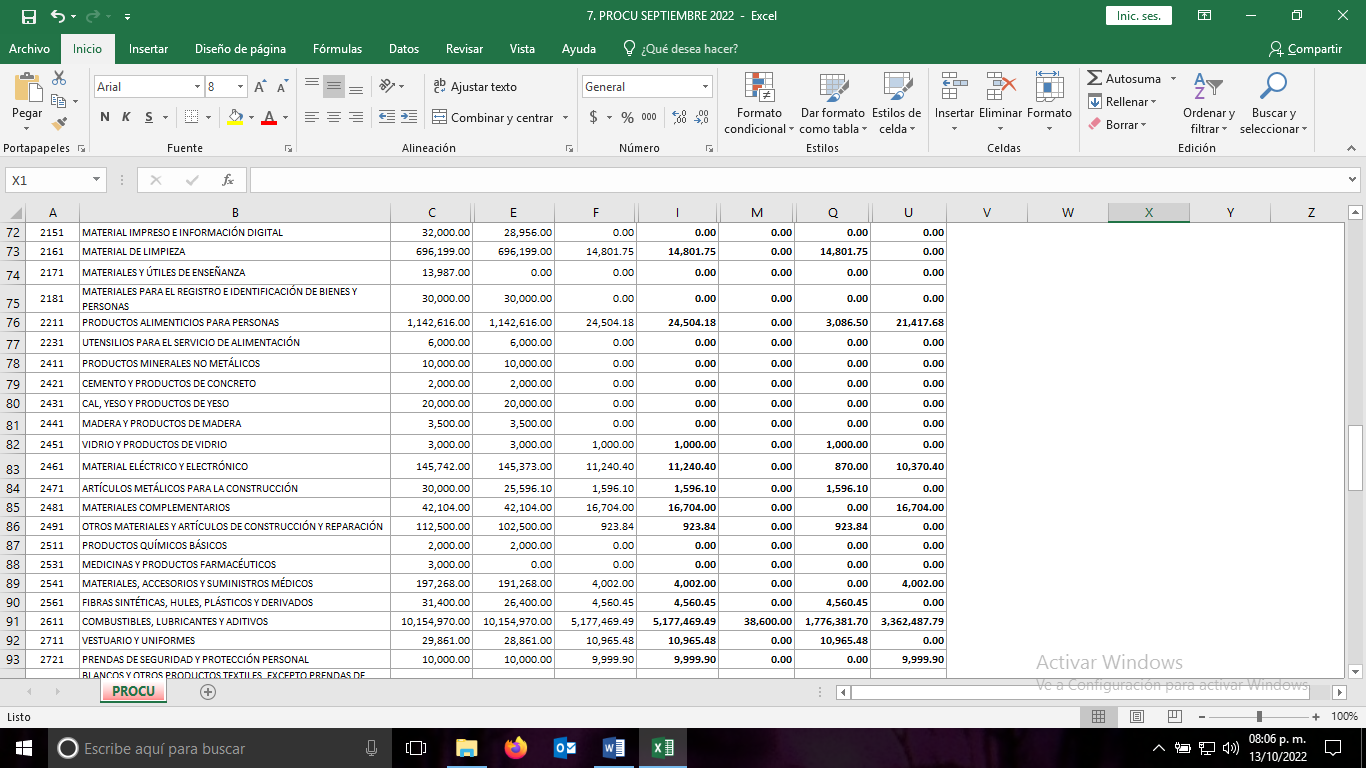 7. PROCU SEPTIEMBRE 2022 - Excel
Inic. ses.
Archivo Inicio Insertar Diseño de página Fórmulas Datos Revisar Vista Ayuda ¿Qué desea hacer? Compartir
Pegar
Arial 8
N K S
Ajustar texto
Combinar y centrar
General
$ % 000
Formato condicional
Dar formato como tabla
Estilos de celda
Insertar Eliminar Formato
Autosuma
Rellenar
Borrar
Ordenar y filtrar
Buscar y seleccionar
Portapapeles Fuente Alineación Número Estilos Celdas Edición
X1 fx
A B C E F I M Q U V W X Y Z
72 2151 MATERIAL IMPRESO E INFORMACIÓN DIGITAL 32,000.00 28,956.00 0.00 0.00 0.00 0.00 0.00
73 2161 MATERIAL DE LIMPIEZA 696,199.00 696,199.00 14,801.75 14,801.75 0.00 14,801.75 0.00
74 2171 MATERIALES Y ÚTILES DE ENSEÑANZA 13,987.00 0.00 0.00 0.00 0.00 0.00 0.00
75 2181 MATERIALES PARA EL REGISTRO E IDENTIFICACIÓN DE BIENES Y PERSONAS 30,000.00 30,000.00 0.00 0.00 0.00 0.00 0.00
76 2211 PRODUCTOS ALIMENTICIOS PARA PERSONAS 1,142,616.00 1,142,616.00 24,504.18 24,504.18 0.00 3,086.50 21,417.68
77 2231 UTENSILIOS PARA EL SERVICIO DE ALIMENTACIÓN 6,000.00 6,000.00 0.00 0.00 0.00 0.00 0.00
78 2411 PRODUCTOS MINERALES NO METÁLICOS 10,000.00 10,000.00 0.00 0.00 0.00 0.00 0.00
79 2421 CEMENTO Y PRODUCTOS DE CONCRETO 2,000.00 2,000.00 0.00 0.00 0.00 0.00 0.00
80 2431 CAL, YESO Y PRODUCTOS DE YESO 20,000.00 20,000.00 0.00 0.00 0.00 0.00 0.00
81 2441 MADERA Y PRODUCTOS DE MADERA 3,500.00 3,500.00 0.00 0.00 0.00 0.00 0.00
82 2451 VIDRIO Y PRODUCTOS DE VIDRIO 3,000.00 3,000.00 1,000.00 1,000.00 0.00 1,000.00 0.00
83 2461 MATERIAL ELÉCTRICO Y ELECTRÓNICO 145,742.00 145,373.00 11,240.40 11,240.40 0.00 870.00 10,370.40
84 2471 ARTÍCULOS METÁLICOS PARA LA CONSTRUCCIÓN 30,000.00 25,596.10 1,596.10 1,596.10 0.00 1,596.10 0.00
85 2481 MATERIALES COMPLEMENTARIOS 42,104.00 42,104.00 16,704.00 16,704.00 0.00 0.00 16,704.00
86 2491 OTROS MATERIALES Y ARTÍCULOS DE CONSTRUCCIÓN Y REPARACIÓN 112,500.00 102,500.00 923.84 923.84 0.00 923.84 0.00
87 2511 PRODUCTOS QUÍMICOS BÁSICOS 2,000.00 2,000.00 0.00 0.00 0.00 0.00 0.00
88 2531 MEDICINAS Y PRODUCTOS FARMACÉUTICOS 3,000.00 0.00 0.00 0.00 0.00 0.00 0.00
89 2541 MATERIALES, ACCESORIOS Y SUMINISTROS MÉDICOS 197,268.00 191,268.00 4,002.00 4,002.00 0.00 0.00 4,002.00
90 2561 FIBRAS SINTÉTICAS, HULES, PLÁSTICOS Y DERIVADOS 31,400.00 26,400.00 4,560.45 4,560.45 0.00 4,560.45 0.00
91 2611 COMBUSTIBLES, LUBRICANTES Y ADITIVOS 10,154,970.00 10,154,970.00 5,177,469.49 5,177,469.49 38,600.00 1,776,381.70 3,362,487.79
92 2711 VESTUARIO Y UNIFORMES 29,861.00 28,861.00 10,965.48 10,965.48 0.00 10,965.48 0.00
93 2721 PRENDAS DE SEGURIDAD Y PROTECCIÓN PERSONAL 10,000.00 10,000.00 9,999.90 9,999.90 0.00 0.00 9,999.90
BLANCOS Y OTROS PRODUCTOS TEXTILES, EXCEPTO PRENDAS DE
Activar Windows
Ve a Configuración para activar Windows.
PROCU
Listo 100%
Escribe aquí para buscar
08:06 p. m.
13/10/2022